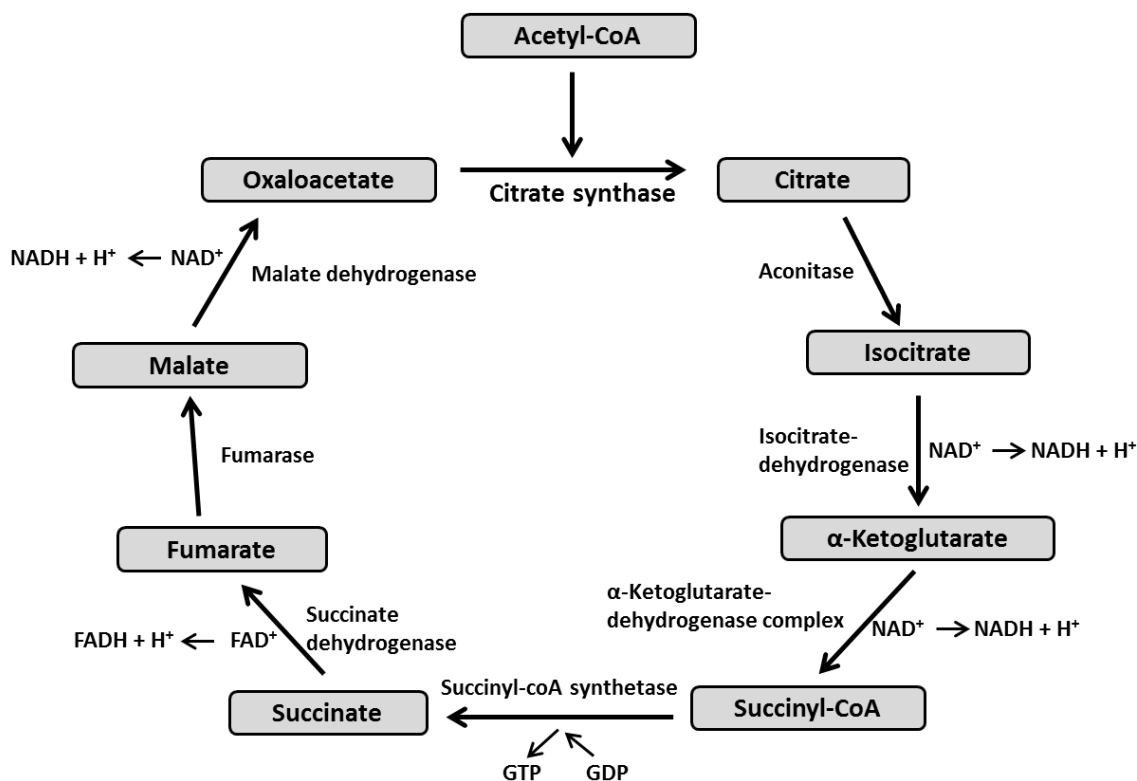 Acetyl-CoA
Oxaloacetate
Citrate synthase
Citrate
NADH + H⁺
NAD⁺
Malate dehydrogenase
Aconitase
Malate
Isocitrate
Fumarase
Isocitrate-
dehydrogenase
NAD⁺
NADH + H⁺
Fumarate
α-Ketoglutarate
FADH + H⁺
FAD⁺
Succinate
dehydrogenase
α-Ketoglutarate-
dehydrogenase complex
NAD⁺
NADH + H⁺
Succinate
Succinyl-coA synthetase
Succinyl-CoA
GTP
GDP